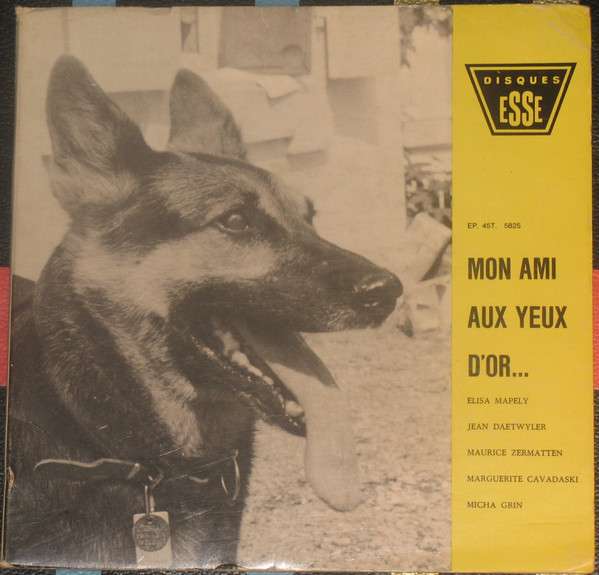 DISQUES
ESSE
EP. 45T. 5625
MON AMI
AUX YEUX
D'OR...
ELISA MAPELY
JEAN DAETWYLER
MAURICE ZERMATTEN
MARGUERITE CAVADASKI
MICHA GRIN